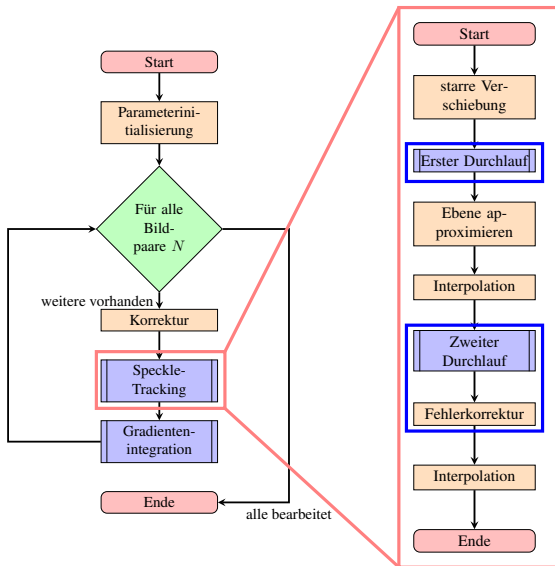 Start
Parameterini-
tialisierung
Für alle
Bild-
paare N
weitere vorhanden
Korrektur
Speckle-
Tracking
Gradienten-
integration
Ende
alle bearbeitet
Start
starre Ver-
schiebung
Erster Durchlauf
Ebene ap-
proximieren
Interpolation
Zweiter
Durchlauf
Fehlerkorrektur
Interpolation
Ende